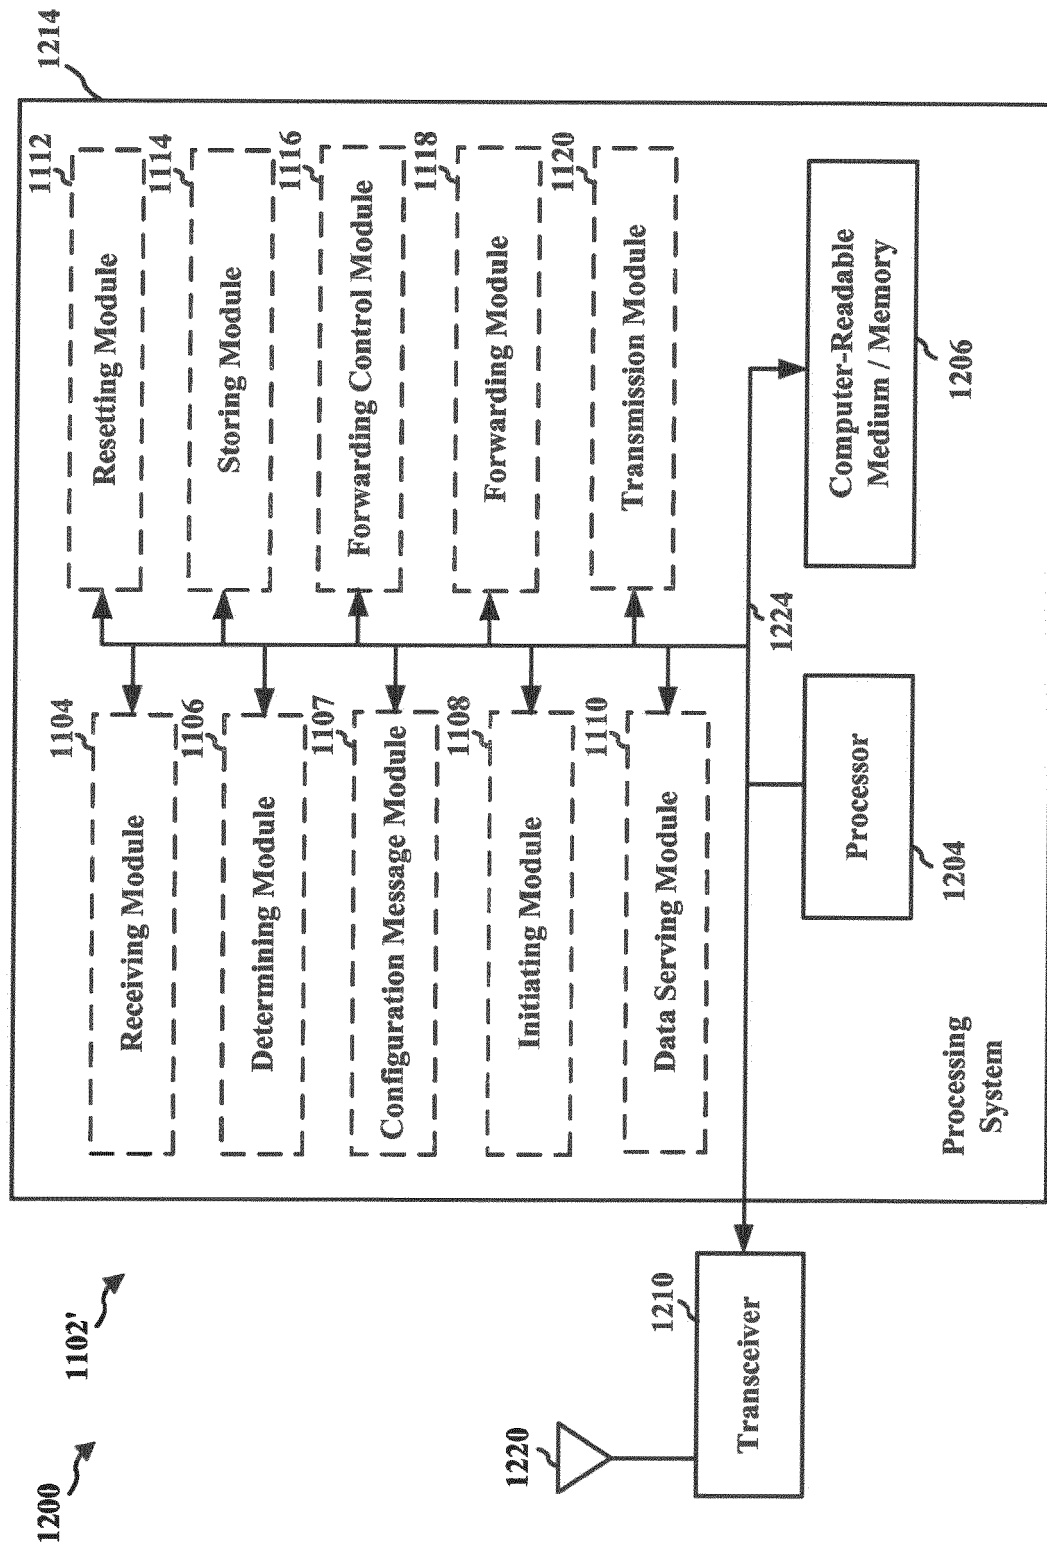 1200
1102'
1214
1104
Receiving Module
1112
Resetting Module
1106
Determining Module
1114
Storing Module
1107
Configuration Message Module
1116
Forwarding Control Module
1108
Initiating Module
1118
Forwarding Module
1110
Data Serving Module
1120
Transmission Module
1220
1210
Transceiver
1224
Processor
1204
Computer-Readable
Medium / Memory
1206
Processing
System